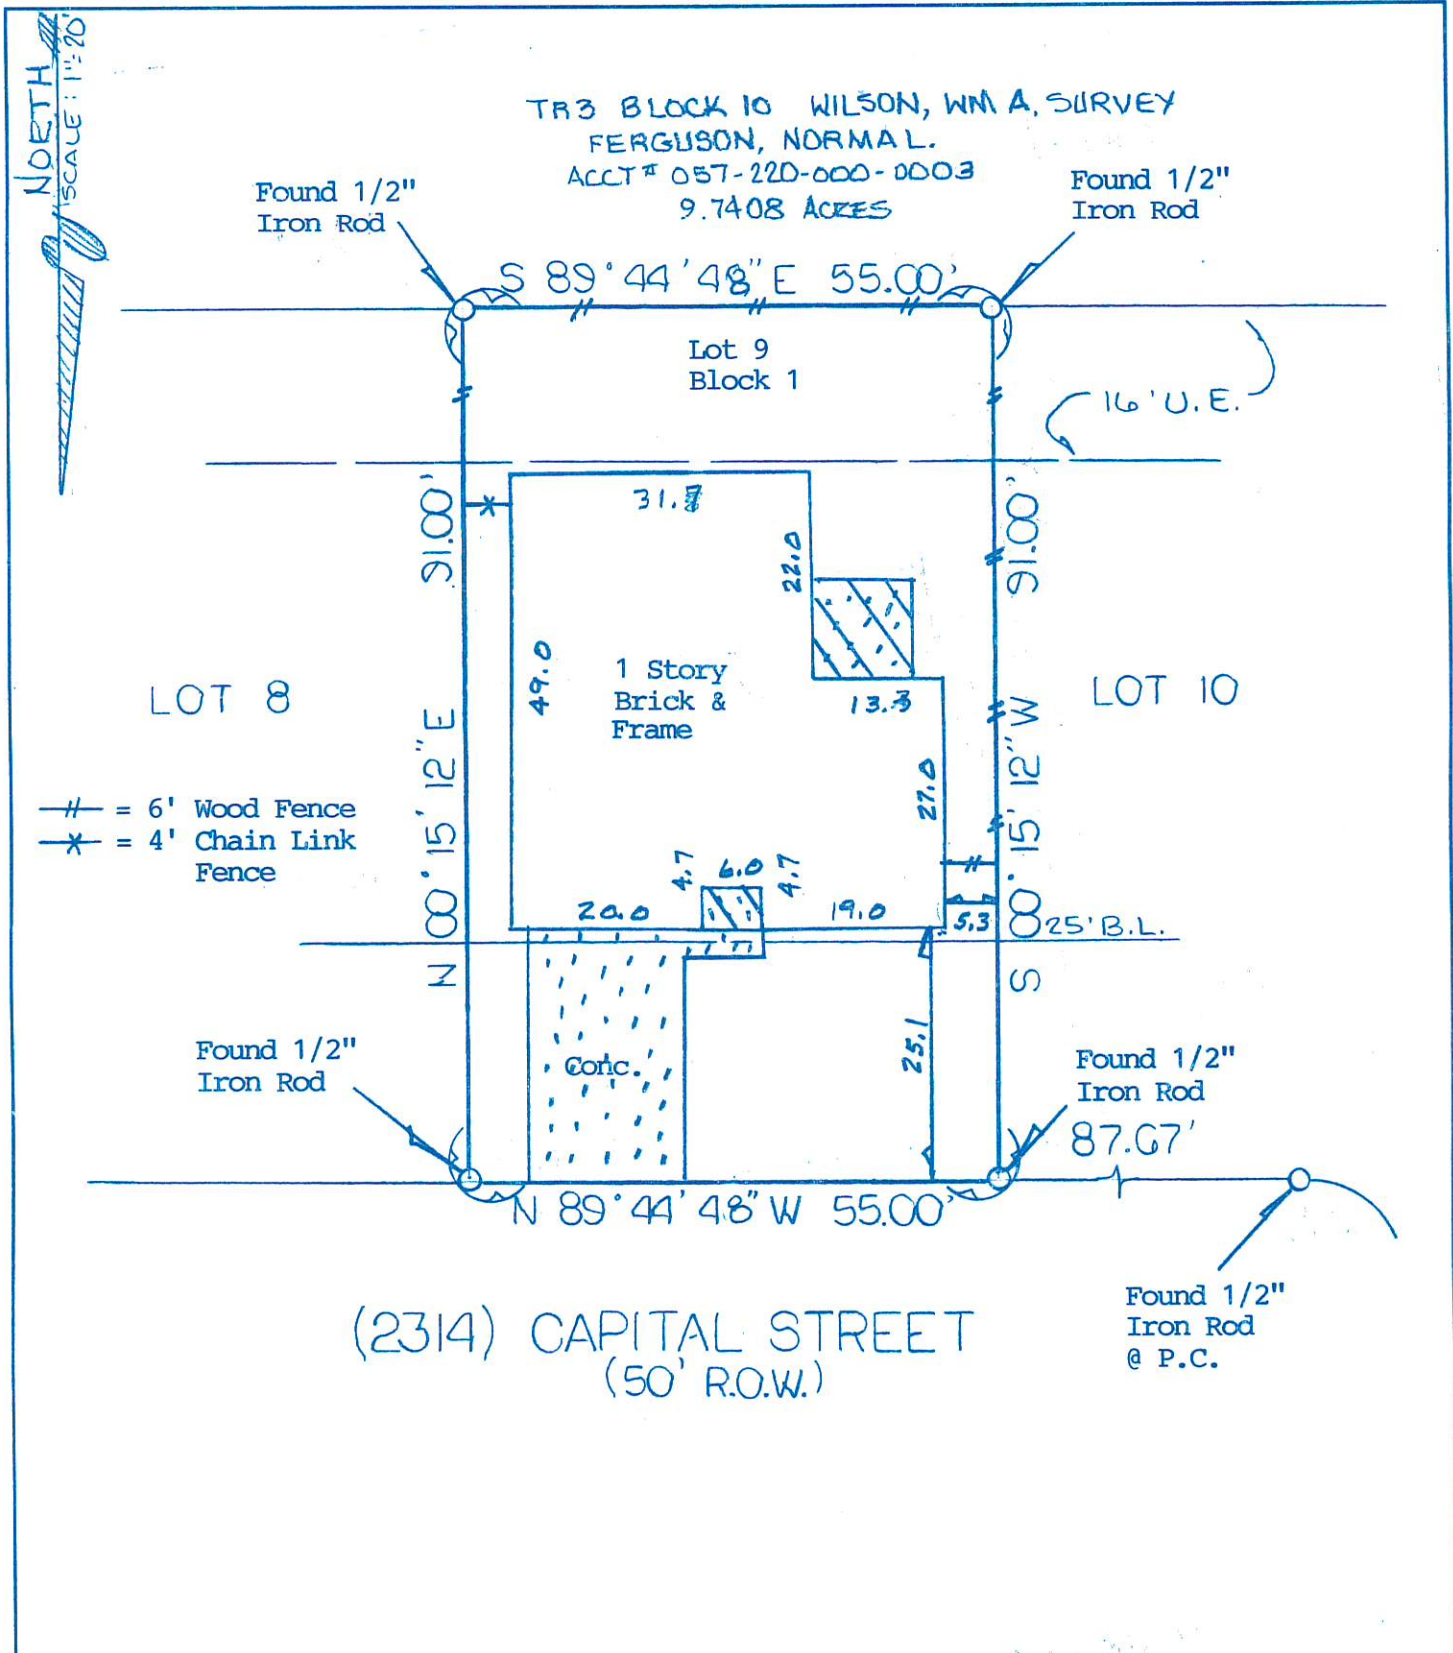 NORTH
SCALE: 1"=20'
TR3 BLOCK 10 WILSON, WM A. SURVEY
FERGUSON, NORMA L.
ACCT# 057-220-000-0003
9.7408 ACRES
Found 1/2"
Iron Rod
Found 1/2"
Iron Rod
S 89°44'48"E 55.00'
Lot 9
Block 1
16' U.E.
91.00'
N 00°15'12"E
91.00'
S 00°15'12"W
31.
22.0
49.0
1 Story
Brick &
Frame
13.3
27.0
LOT 8
LOT 10
= 6' Wood Fence
= 4' Chain Link
Fence
4.7
6.0
4.7
20.0
19.0
5.3
25' B.L.
25.1
Conc.
Found 1/2"
Iron Rod
Found 1/2"
Iron Rod
87.67'
N 89°44'48"W 55.00'
(2314) CAPITAL STREET
(50' R.O.W.)
Found 1/2"
Iron Rod
@ P.C.